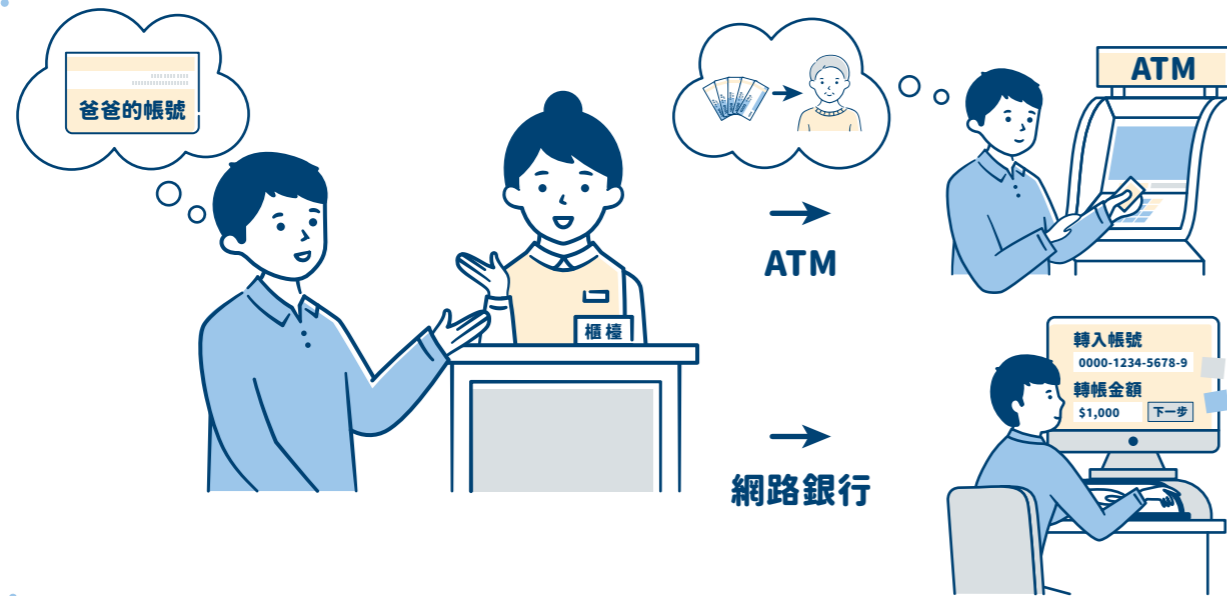 爸爸的帳號
櫃檯
ATM
ATM
轉入帳號
0000-1234-5678-9
轉帳金額
$1,000
下一步
網路銀行